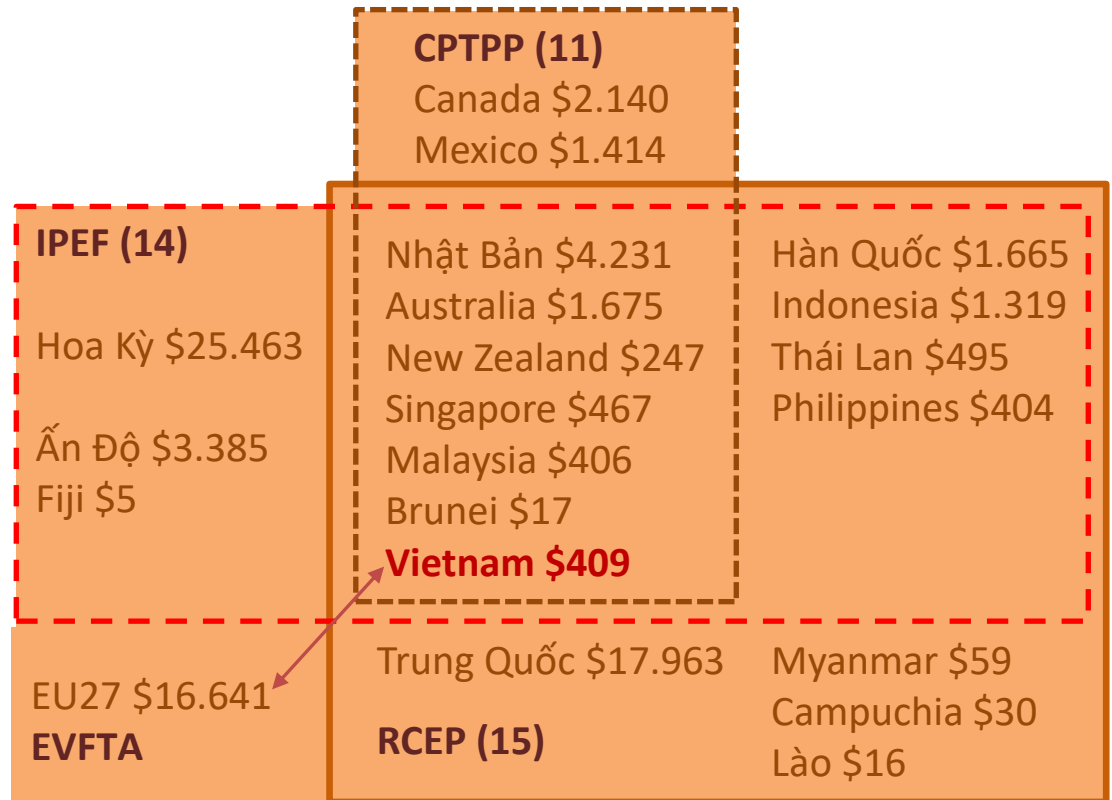 CPTPP (11)
Canada $2.140
Mexico $1.414
IPEF (14)
Hoa Kỳ $25.463
Ấn Độ $3.385
Fiji $5
Nhật Bản $4.231
Australia $1.675
New Zealand $247
Singapore $467
Malaysia $406
Brunei $17
Vietnam $409
Hàn Quốc $1.665
Indonesia $1.319
Thái Lan $495
Philippines $404
EU27 $16.641
EVFTA
Trung Quốc $17.963
RCEP (15)
Myanmar $59
Campuchia $30
Lào $16